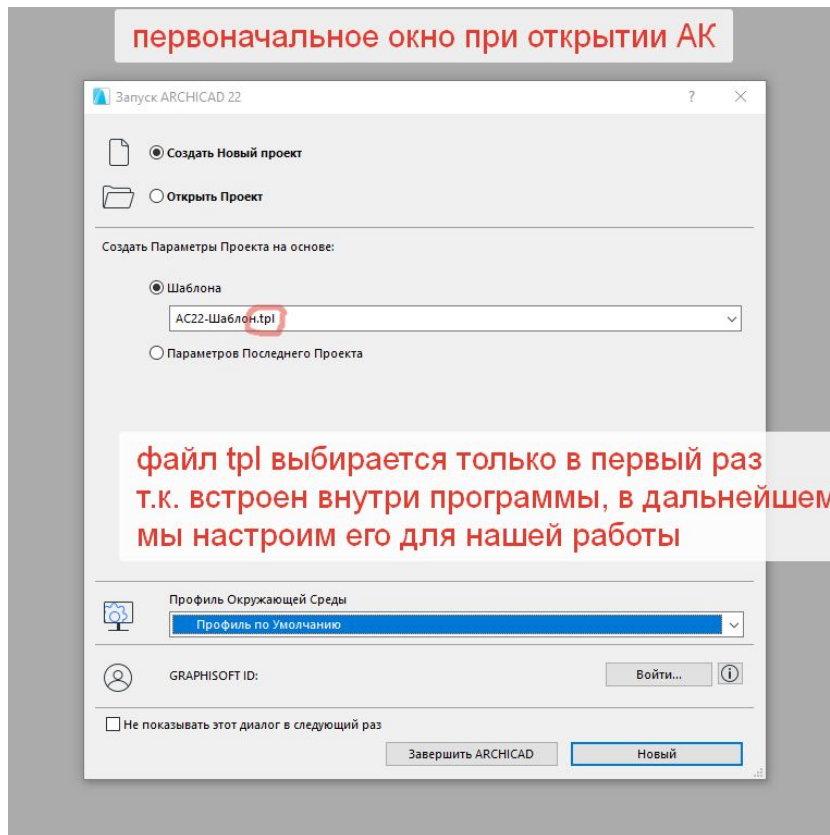 первоначальное окно при открытии АК
Запуск ARCHICAD 22
Создать Новый проект
Открыть Проект
Создать Параметры Проекта на основе:
Шаблона
АС22-Шаблон.tpl
Параметров Последнего Проекта
файл tpl выбирается только в первый раз
т.к. встроен внутри программы, в дальнейшем
мы настроим его для нашей работы
Профиль Окружающей Среды
Профиль по Умолчанию
GRAPHISOFT ID:
Войти...
Не показывать этот диалог в следующий раз
Завершить ARCHICAD
Новый